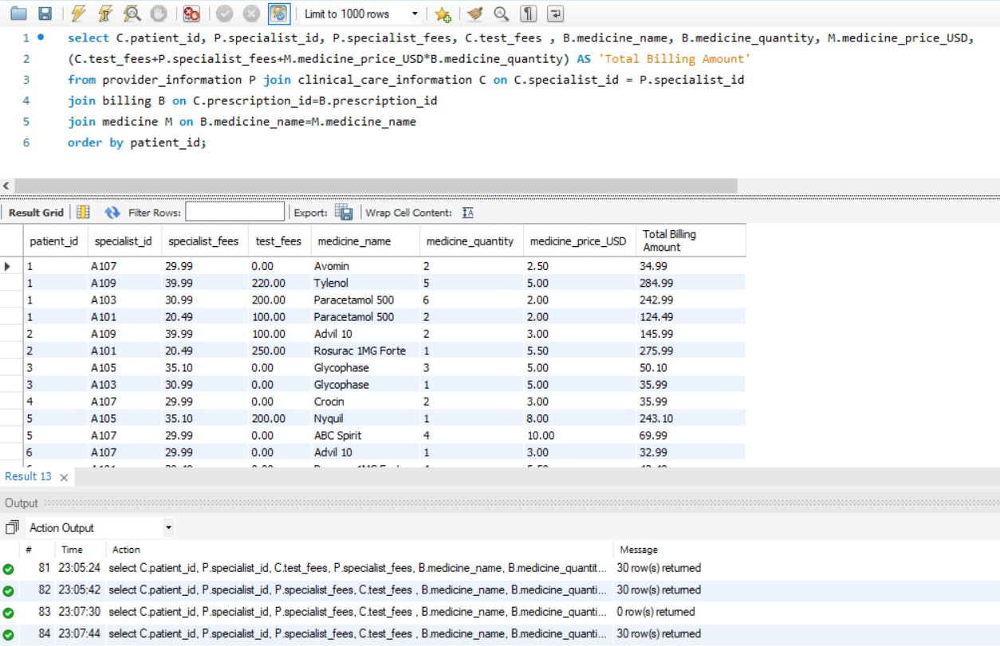 Limit to 1000 rows
1 select C.patient_id, P.specialist_id, P.specialist_fees, C.test_fees , B.medicine_name, B.medicine_quantity, M.medicine_price_USD,
2 (C.test_fees+P.specialist_fees+M.medicine_price_USD*B.medicine_quantity) AS 'Total Billing Amount'
3 from provider_information P join clinical_care_information C on C.specialist_id = P.specialist_id
4 join billing B on C.prescription_id=B.prescription_id
5 join medicine M on B.medicine_name=M.medicine_name
6 order by patient_id;
Result Grid Filter Rows: Export: Wrap Cell Content:
patient_id specialist_id specialist_fees test_fees medicine_name medicine_quantity medicine_price_USD Total Billing
Amount
1 A107 29.99 0.00 Avomin 2 2.50 34.99
1 A109 39.99 220.00 Tylenol 5 5.00 284.99
1 A103 30.99 200.00 Paracetamol 500 6 2.00 242.99
1 A101 20.49 100.00 Paracetamol 500 2 2.00 124.49
2 A109 39.99 100.00 Advil 10 2 3.00 145.99
2 A101 20.49 250.00 Rosurac 1MG Forte 1 5.50 275.99
3 A105 35.10 0.00 Glycophase 3 5.00 50.10
3 A103 30.99 0.00 Glycophase 1 5.00 35.99
4 A107 29.99 0.00 Crocin 2 3.00 35.99
5 A105 35.10 200.00 Nyquil 1 8.00 243.10
5 A107 29.99 0.00 ABC Spirit 4 10.00 69.99
6 A107 29.99 0.00 Advil 10 1 3.00 32.99
Result 13
Output
Action Output
# Time Action Message
81 23:05:24 select C.patient_id, P.specialist_id, C.test_fees, P.specialist_fees, B.medicine_name, B.medicine_quantit... 30 row(s) returned
82 23:05:42 select C.patient_id, P.specialist_id, P.specialist_fees, C.test_fees , B.medicine_name, B.medicine_quanti... 30 row(s) returned
83 23:07:30 select C.patient_id, P.specialist_id, P.specialist_fees, C.test_fees , B.medicine_name, B.medicine_quanti... 0 row(s) returned
84 23:07:44 select C.patient_id, P.specialist_id, P.specialist_fees, C.test_fees , B.medicine_name, B.medicine_quanti... 30 row(s) returned